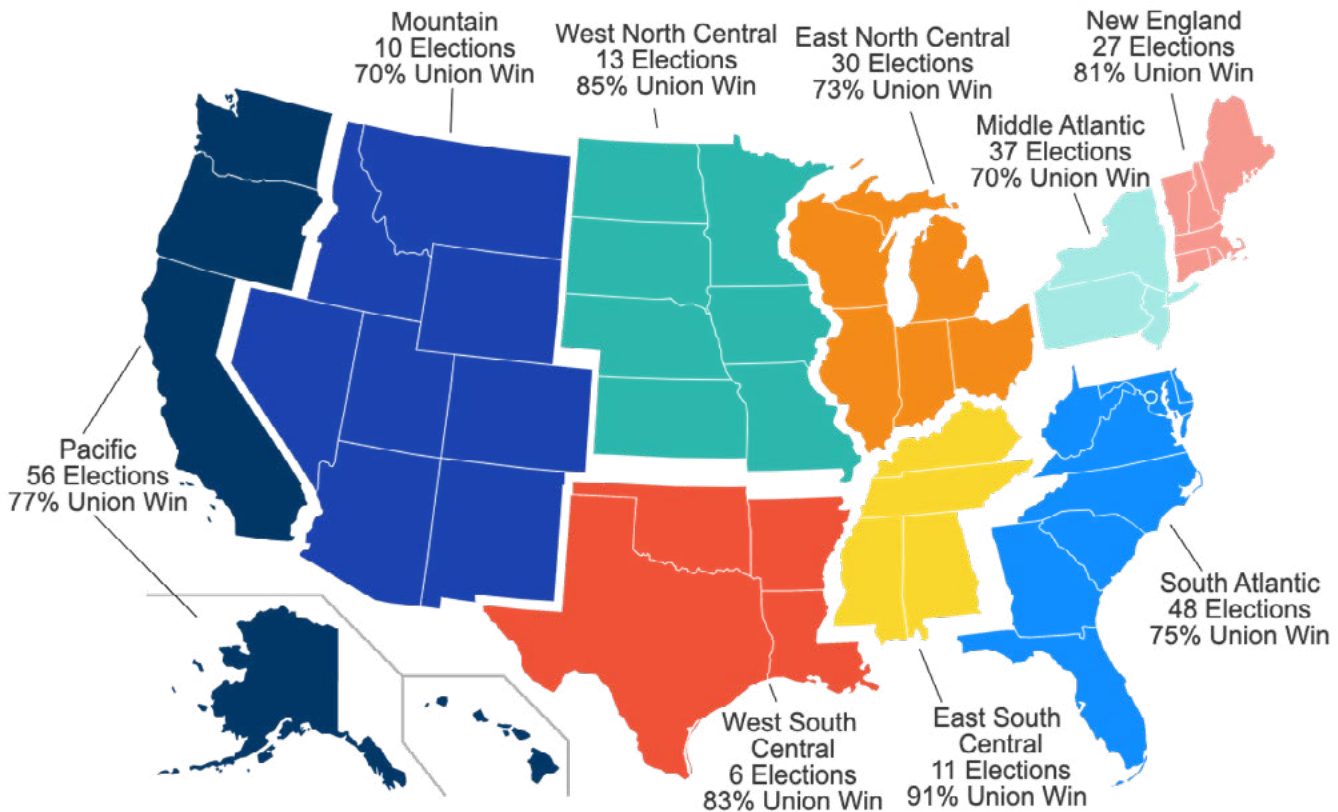 Mountain
10 Elections
70% Union Win
West North Central
13 Elections
85% Union Win
East North Central
30 Elections
73% Union Win
New England
27 Elections
81% Union Win
Middle Atlantic
37 Elections
70% Union Win
Pacific
56 Elections
77% Union Win
South Atlantic
48 Elections
75% Union Win
West South
Central
6 Elections
83% Union Win
East South
Central
11 Elections
91% Union Win